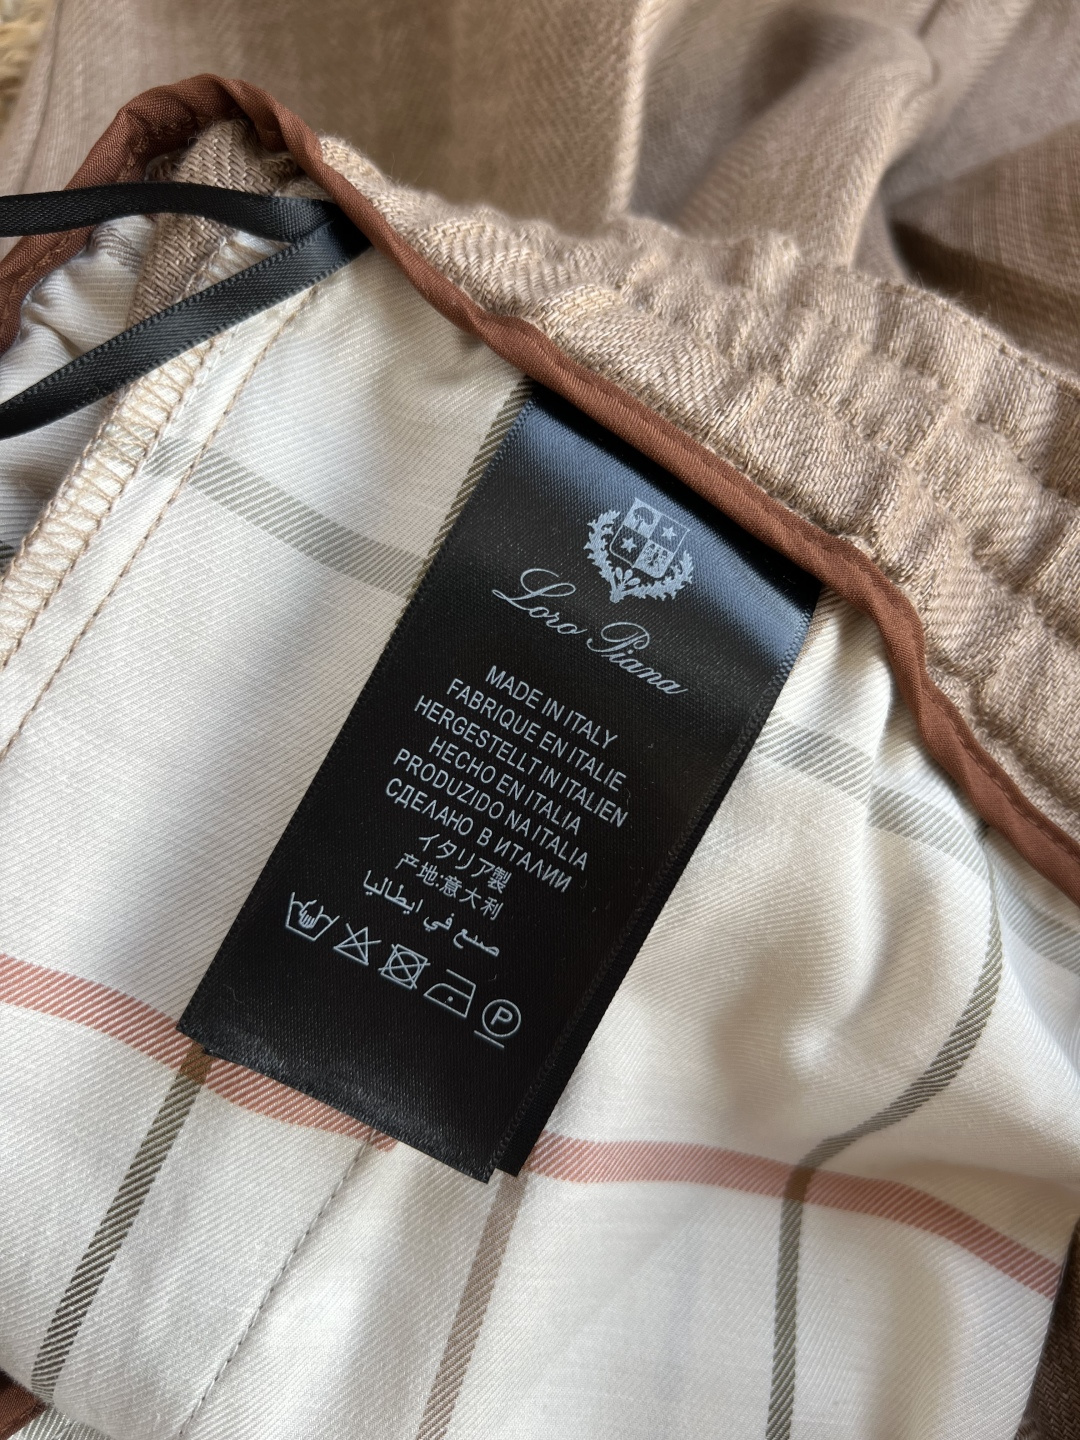 Loro Piana
MADE IN ITALY
FABRIQUE EN ITALIE
HERGESTELLT IN ITALIEN
HECHO EN ITALIA
PRODUZIDO NA ITALIA
СДЕЛАНО В ИТАЛИИ
イタリア製
产地:意大利
صنع في ايطاليا
P